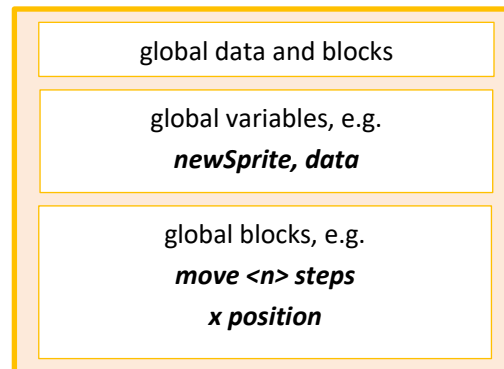 global data and blocks
global variables, e.g.
newSprite, data
global blocks, e.g.
move <n> steps
x position